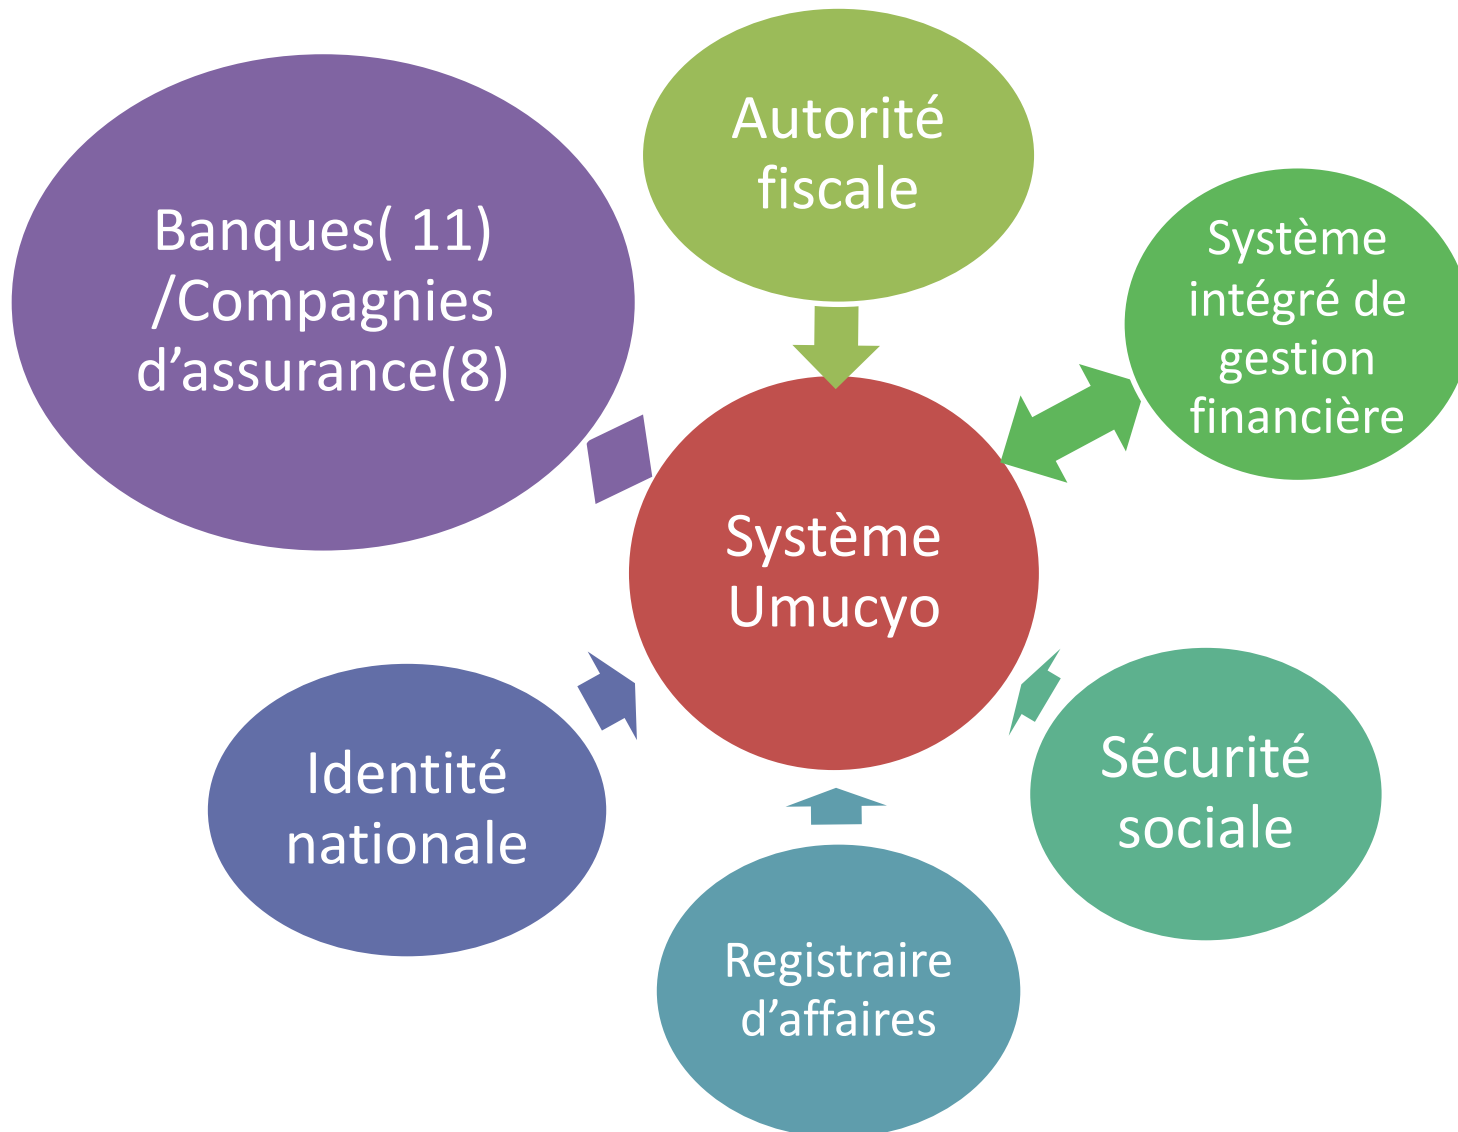 Autorité
fiscale
Banques( 11)
/Compagnies
d’assurance(8)
Système
intégré de
gestion
financière
Système
Umucyo
Identité
nationale
Sécurité
sociale
Registraire
d’affaires